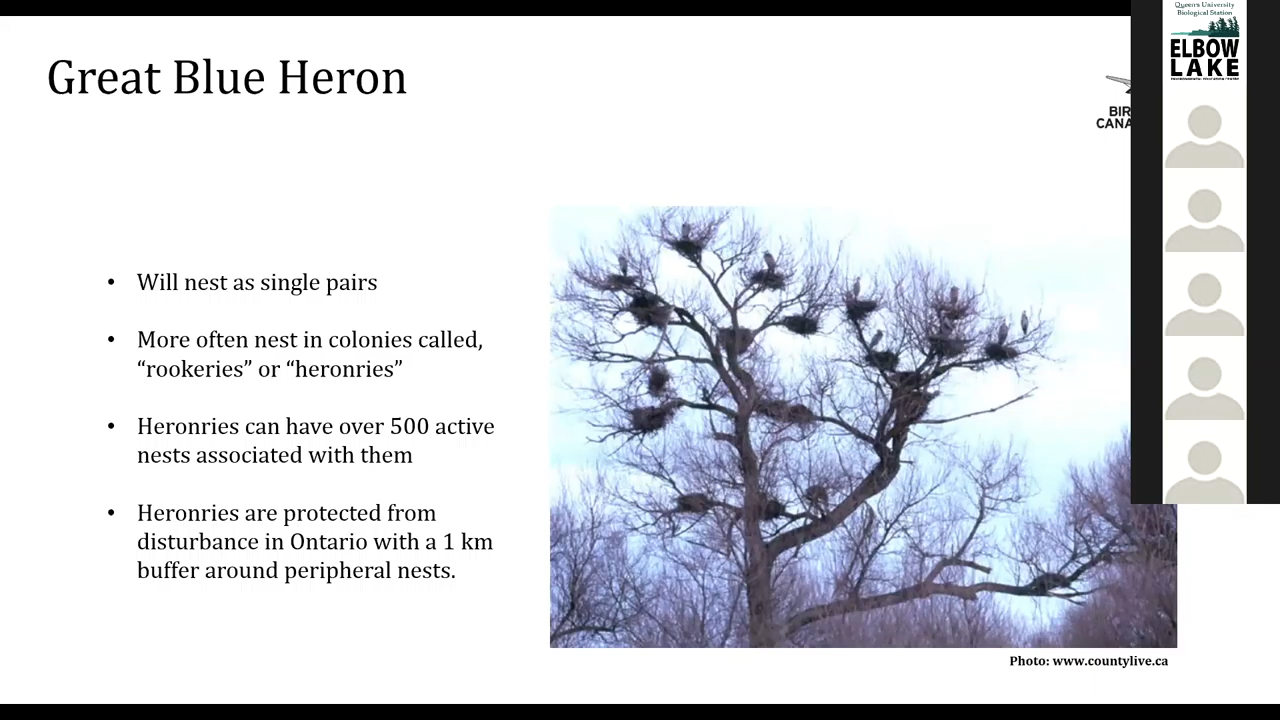 Queen's University
Biological Station
ELBOW
LAKE
Great Blue Heron
BIR
CANA
• Will nest as single pairs
• More often nest in colonies called,
“rookeries” or “heronries”
• Heronries can have over 500 active
nests associated with them
• Heronries are protected from
disturbance in Ontario with a 1 km
buffer around peripheral nests.
Photo: www.countylive.ca